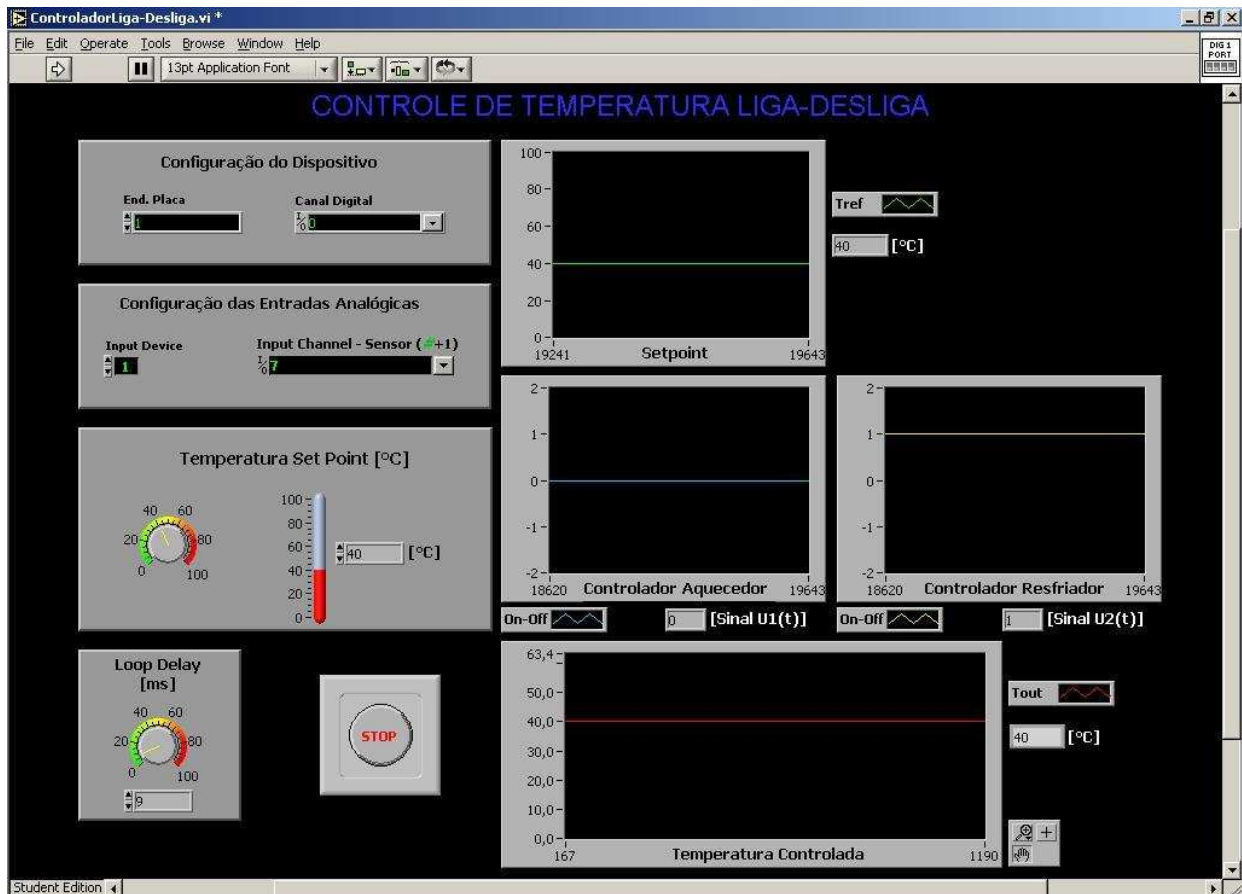 ControladorLiga-Desliga.vi *
File Edit Operate Tools Browse Window Help
DIG 1
PORT
13pt Application Font
CONTROLE DE TEMPERATURA LIGA-DESLIGA
Configuração do Dispositivo
End. Placa
Canal Digital
1
I/O 0
Configuração das Entradas Analógicas
Input Device
Input Channel - Sensor (#+1)
1
I/O 7
Temperatura Set Point [°C]
0 20 40 60 80 100
100
80
60
40
20
0
40 [°C]
Loop Delay
[ms]
0 20 40 60 80 100
9
STOP
100
80
60
40
20
0
19241 Setpoint 19643
Tref
40 [°C]
2
1
0
-1
-2
18620 Controlador Aquecedor 19643
On-Off 0 [Sinal U1(t)]
2
1
0
-1
-2
18620 Controlador Resfriador 19643
On-Off 1 [Sinal U2(t)]
63,4
50,0
40,0
30,0
20,0
10,0
0,0
167 Temperatura Controlada 1190
Tout
40 [°C]
Student Edition